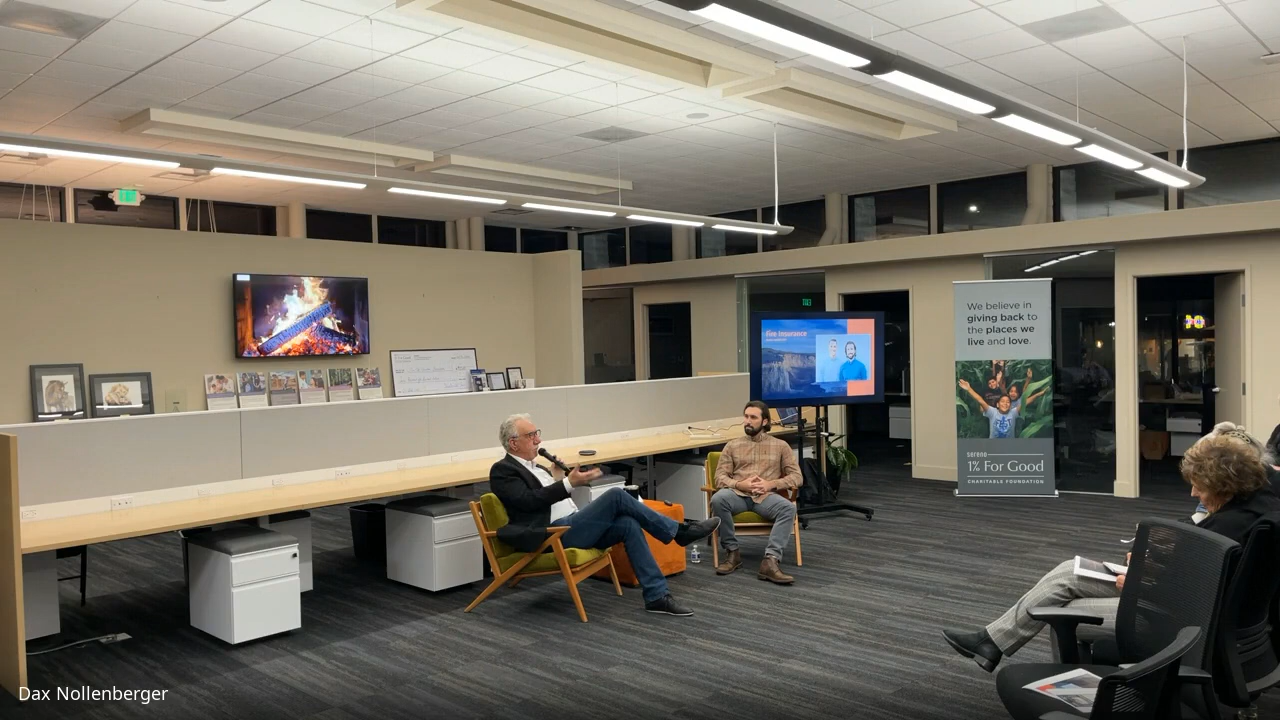 Fire Insurance
We believe in
giving back to
the places we
live and love.
sereno
1% For Good
CHARITABLE FOUNDATION
Dax Nollenberger